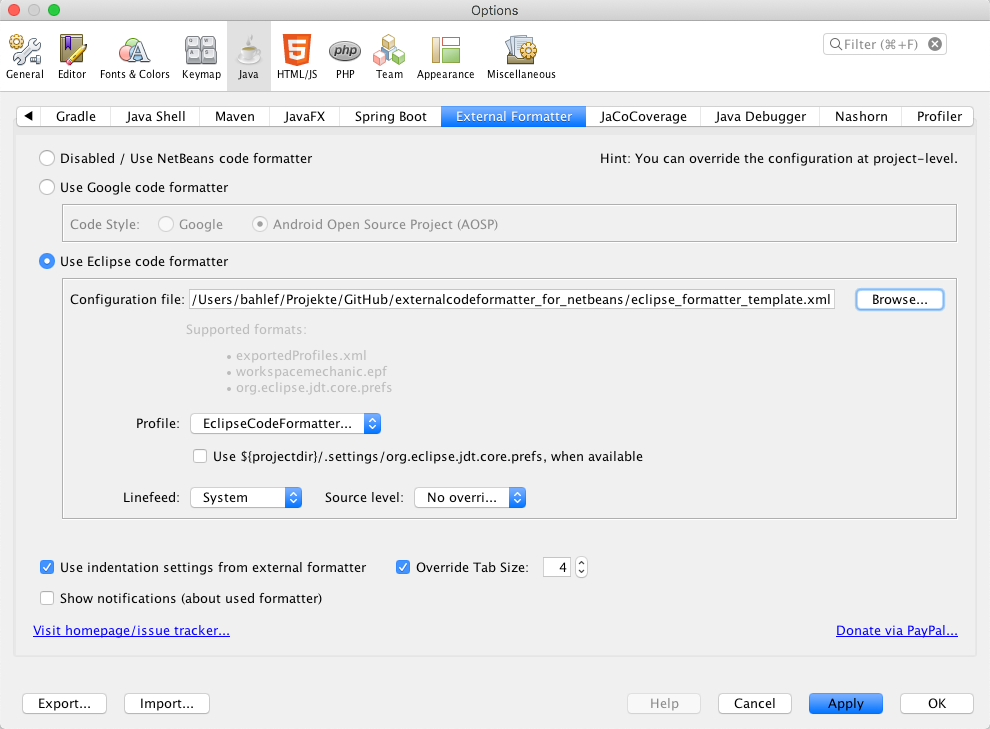 Options
Filter (⌘+F)
General Editor Fonts & Colors Keymap Java HTML/JS PHP Team Appearance Miscellaneous
Gradle Java Shell Maven JavaFX Spring Boot External Formatter JaCoCoverage Java Debugger Nashorn Profiler
Disabled / Use NetBeans code formatter Hint: You can override the configuration at project-level.
Use Google code formatter
Code Style: Google Android Open Source Project (AOSP)
Use Eclipse code formatter
Configuration file: /Users/bahlef/Projekte/GitHub/externalcodeformatter_for_netbeans/eclipse_formatter_template.xml Browse...
Supported formats:
• exportedProfiles.xml
• workspacemechanic.epf
• org.eclipse.jdt.core.prefs
Profile: EclipseCodeFormatter...
Use ${projectdir}/.settings/org.eclipse.jdt.core.prefs, when available
Linefeed: System Source level: No overri...
Use indentation settings from external formatter Override Tab Size: 4
Show notifications (about used formatter)
Visit homepage/issue tracker... Donate via PayPal...
Export... Import... Help Cancel Apply OK